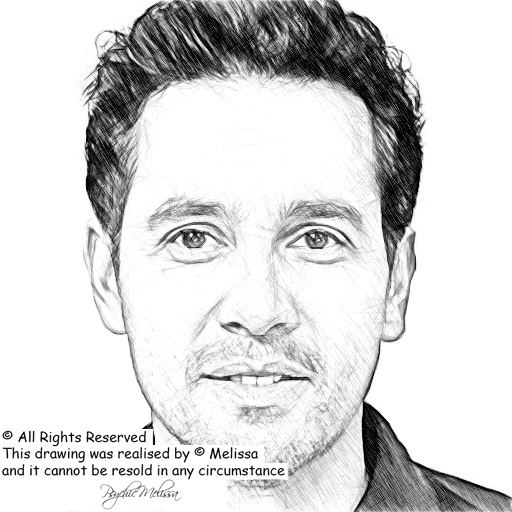 © All Rights Reserved
This drawing was realised by © Melissa
and it cannot be resold in any circumstance
Psychic Melissa